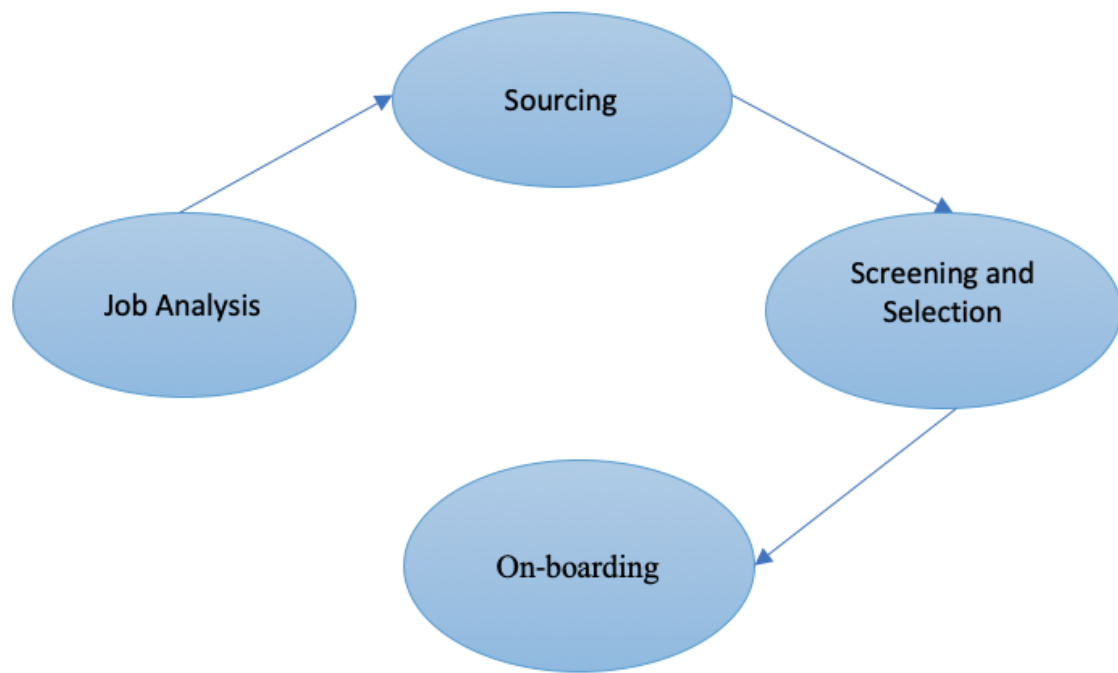 Sourcing
Job Analysis
Screening and
Selection
On-boarding